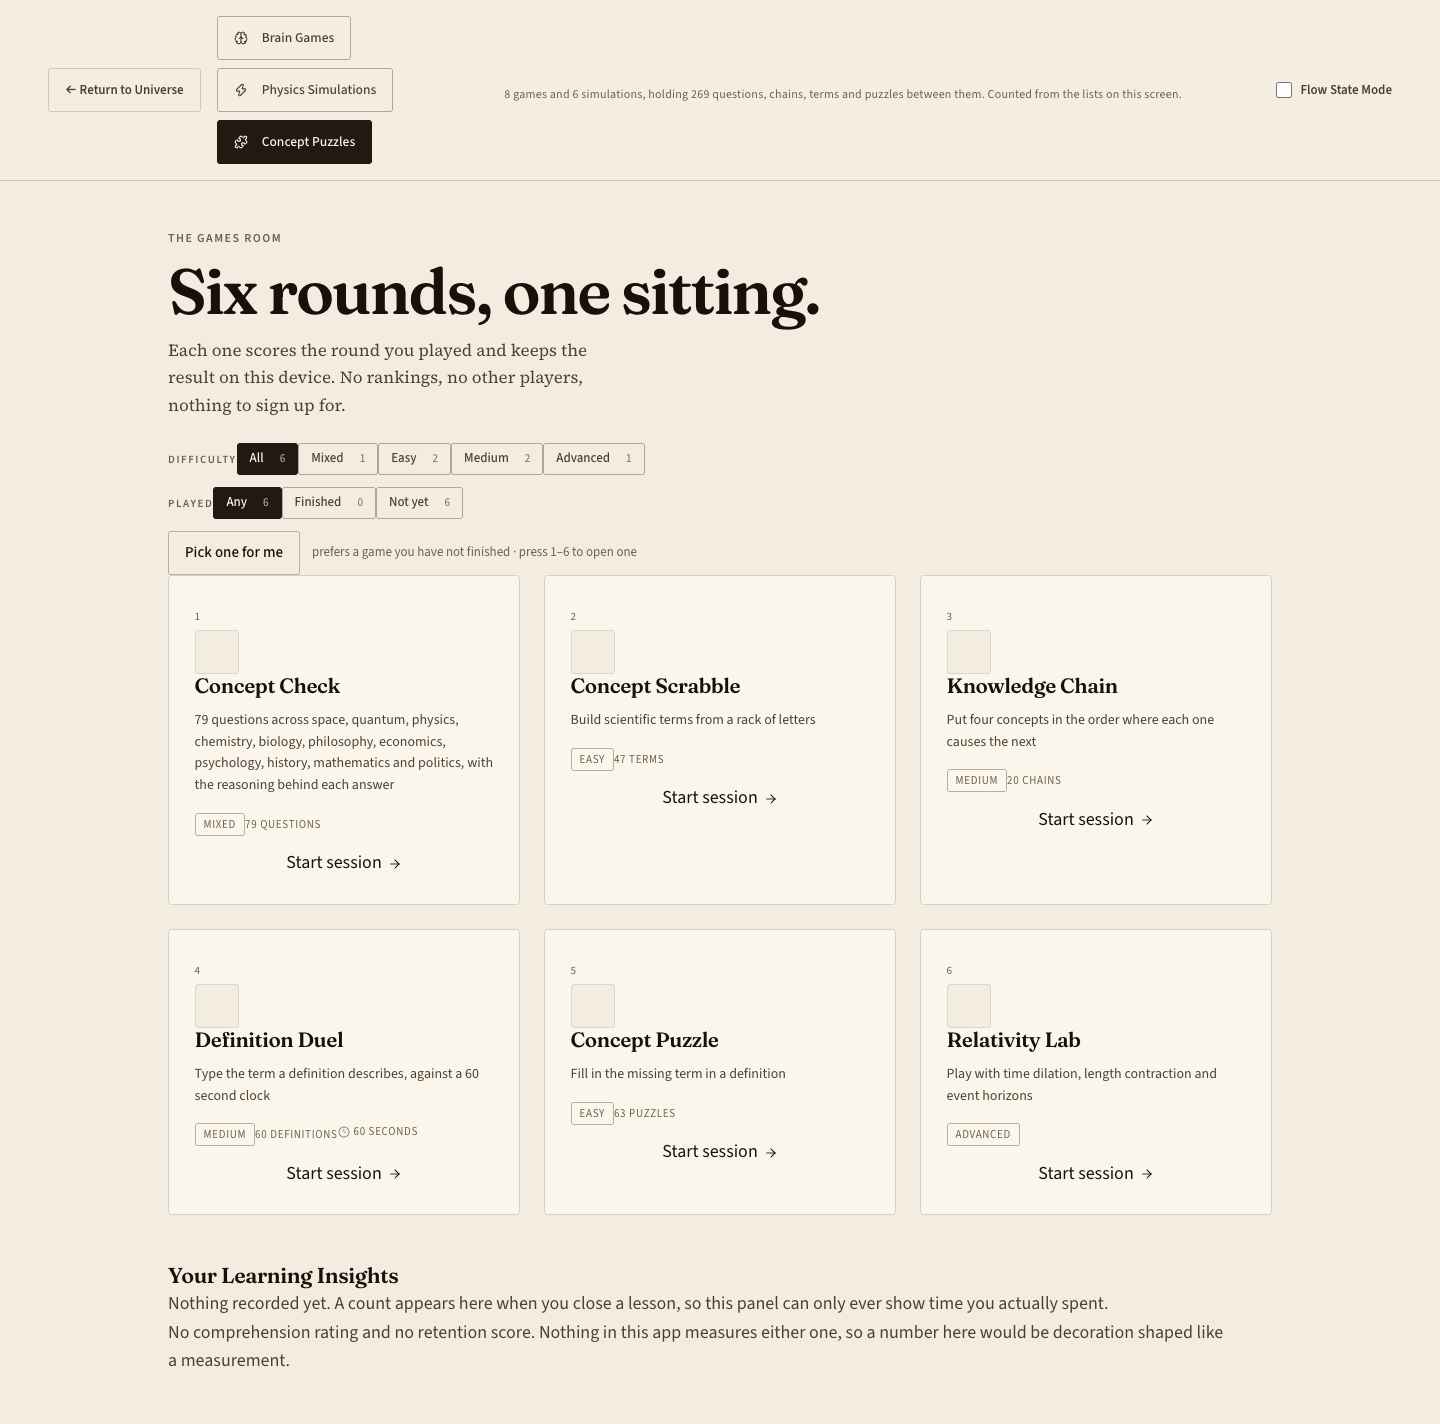 Brain Games
← Return to Universe
Physics Simulations
8 games and 6 simulations, holding 269 questions, chains, terms and puzzles between them. Counted from the lists on this screen.
Flow State Mode
Concept Puzzles
THE GAMES ROOM
Six rounds, one sitting.
Each one scores the round you played and keeps the
result on this device. No rankings, no other players,
nothing to sign up for.
DIFFICULTY All 6 Mixed 1 Easy 2 Medium 2 Advanced 1
PLAYED Any 6 Finished 0 Not yet 6
Pick one for me prefers a game you have not finished · press 1–6 to open one
1
Concept Check
79 questions across space, quantum, physics,
chemistry, biology, philosophy, economics,
psychology, history, mathematics and politics, with
the reasoning behind each answer
MIXED 79 QUESTIONS
Start session →
2
Concept Scrabble
Build scientific terms from a rack of letters
EASY 47 TERMS
Start session →
3
Knowledge Chain
Put four concepts in the order where each one
causes the next
MEDIUM 20 CHAINS
Start session →
4
Definition Duel
Type the term a definition describes, against a 60
second clock
MEDIUM 60 DEFINITIONS 60 SECONDS
Start session →
5
Concept Puzzle
Fill in the missing term in a definition
EASY 63 PUZZLES
Start session →
6
Relativity Lab
Play with time dilation, length contraction and
event horizons
ADVANCED
Start session →
Your Learning Insights
Nothing recorded yet. A count appears here when you close a lesson, so this panel can only ever show time you actually spent.
No comprehension rating and no retention score. Nothing in this app measures either one, so a number here would be decoration shaped like
a measurement.